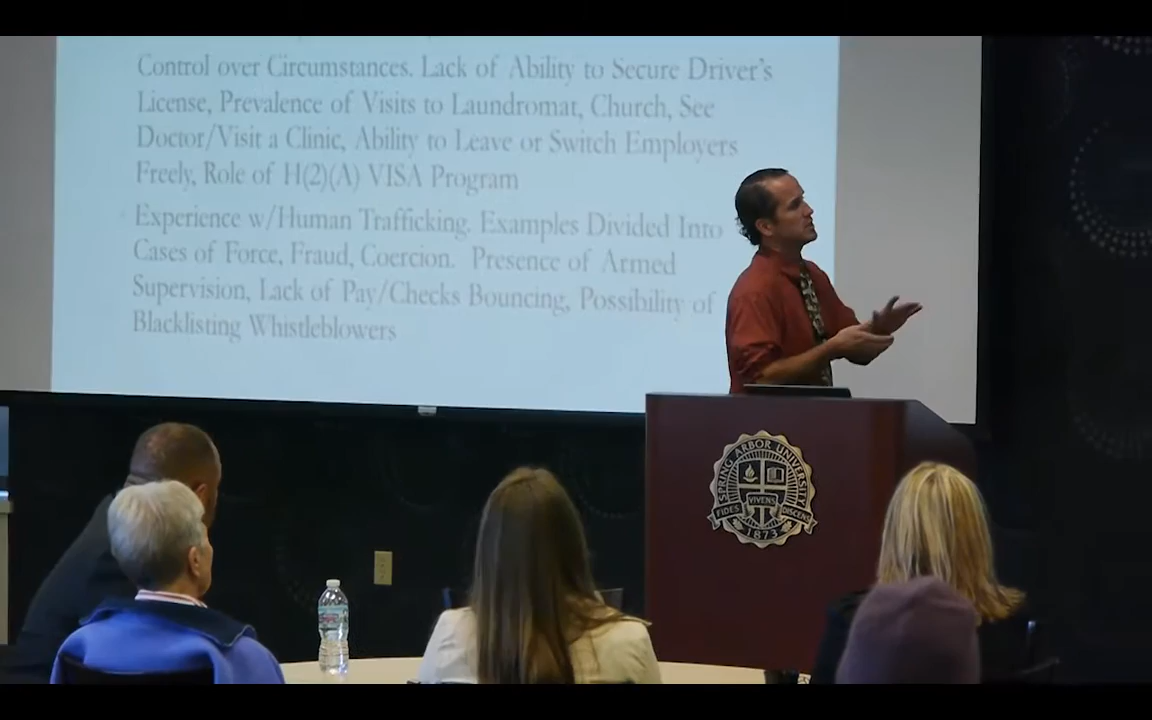 Control over Circumstances. Lack of Ability to Secure Driver's
License, Prevalence of Visits to Laundromat, Church, See
Doctor/Visit a Clinic, Ability to Leave or Switch Employers
Freely, Role of H(2)(A) VISA Program
Experience w/Human Trafficking. Examples Divided Into
Cases of Force, Fraud, Coercion. Presence of Armed
Supervision, Lack of Pay/Checks Bouncing, Possibility of
Blacklisting Whistleblowers
SPRING ARBOR UNIVERSITY
FIDES VIVENS DISCENS
1873